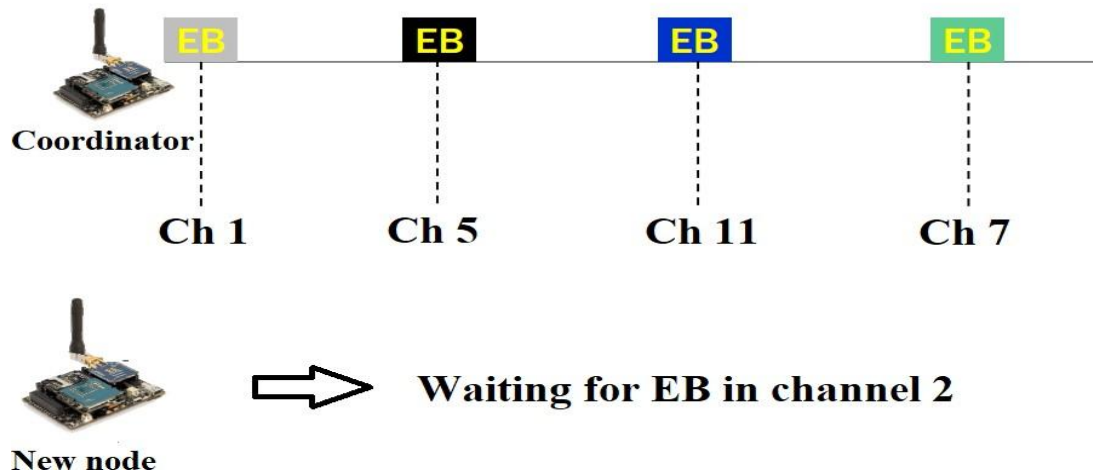 EB EB EB EB
Coordinator
Ch 1 Ch 5 Ch 11 Ch 7
Waiting for EB in channel 2
New node